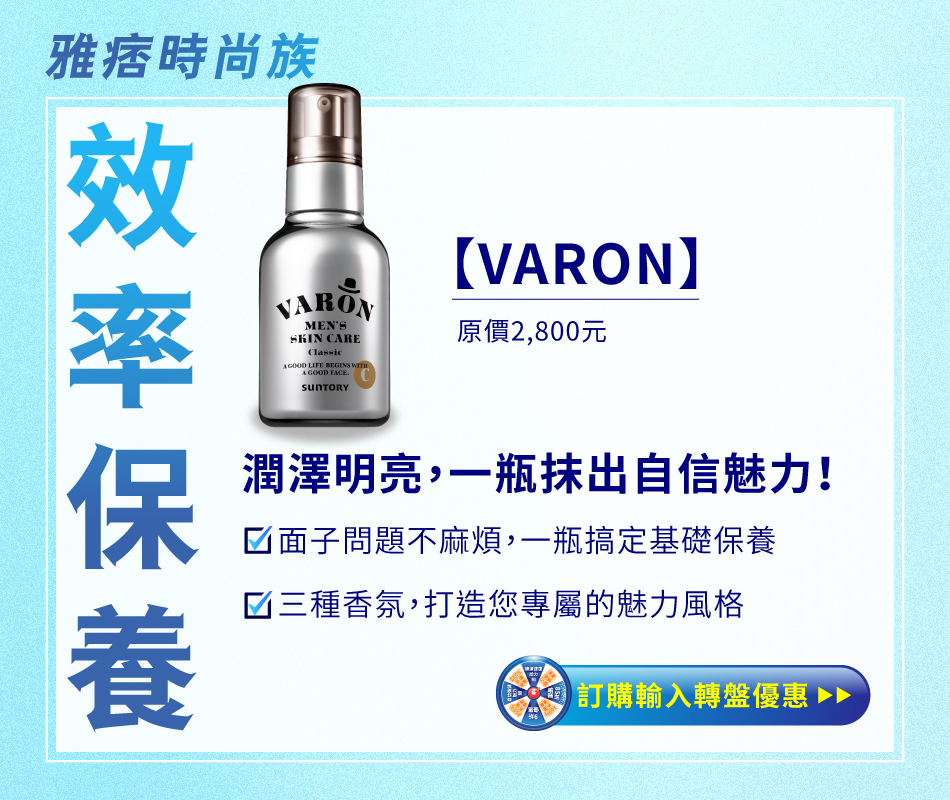 雅痞時尚族
效率保養
VARON
MEN'S
SKIN CARE
Classic
A GOOD LIFE BEGINS WITH
A GOOD FACE.
C
SUNTORY
【VARON】
原價2,800元
潤澤明亮,一瓶抹出自信魅力!
面子問題不麻煩,一瓶搞定基礎保養
三種香氛,打造您專屬的魅力風格
訂購輸入轉盤優惠